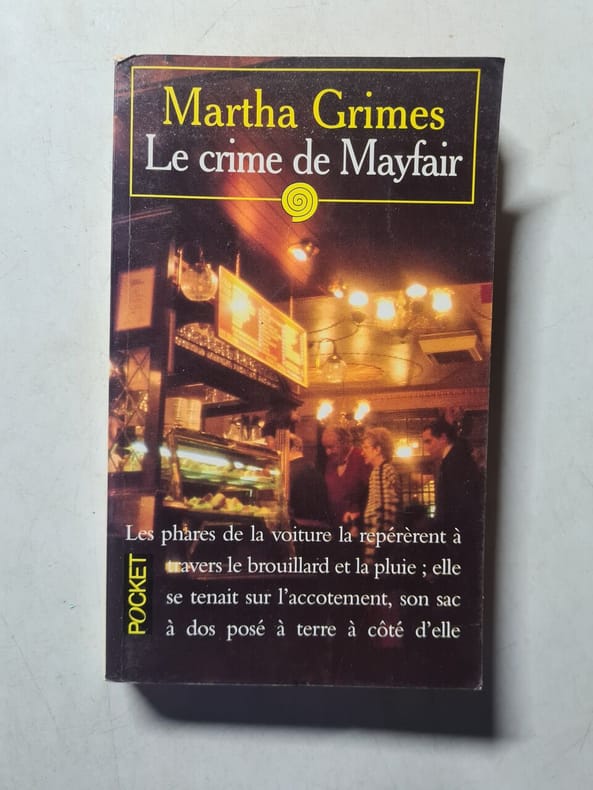 Martha Grimes
Le crime de Mayfair
Les phares de la voiture la repérèrent à
travers le brouillard et la pluie ; elle
se tenait sur l'accotement, son sac
à dos posé à terre à côté d'elle
POCKET